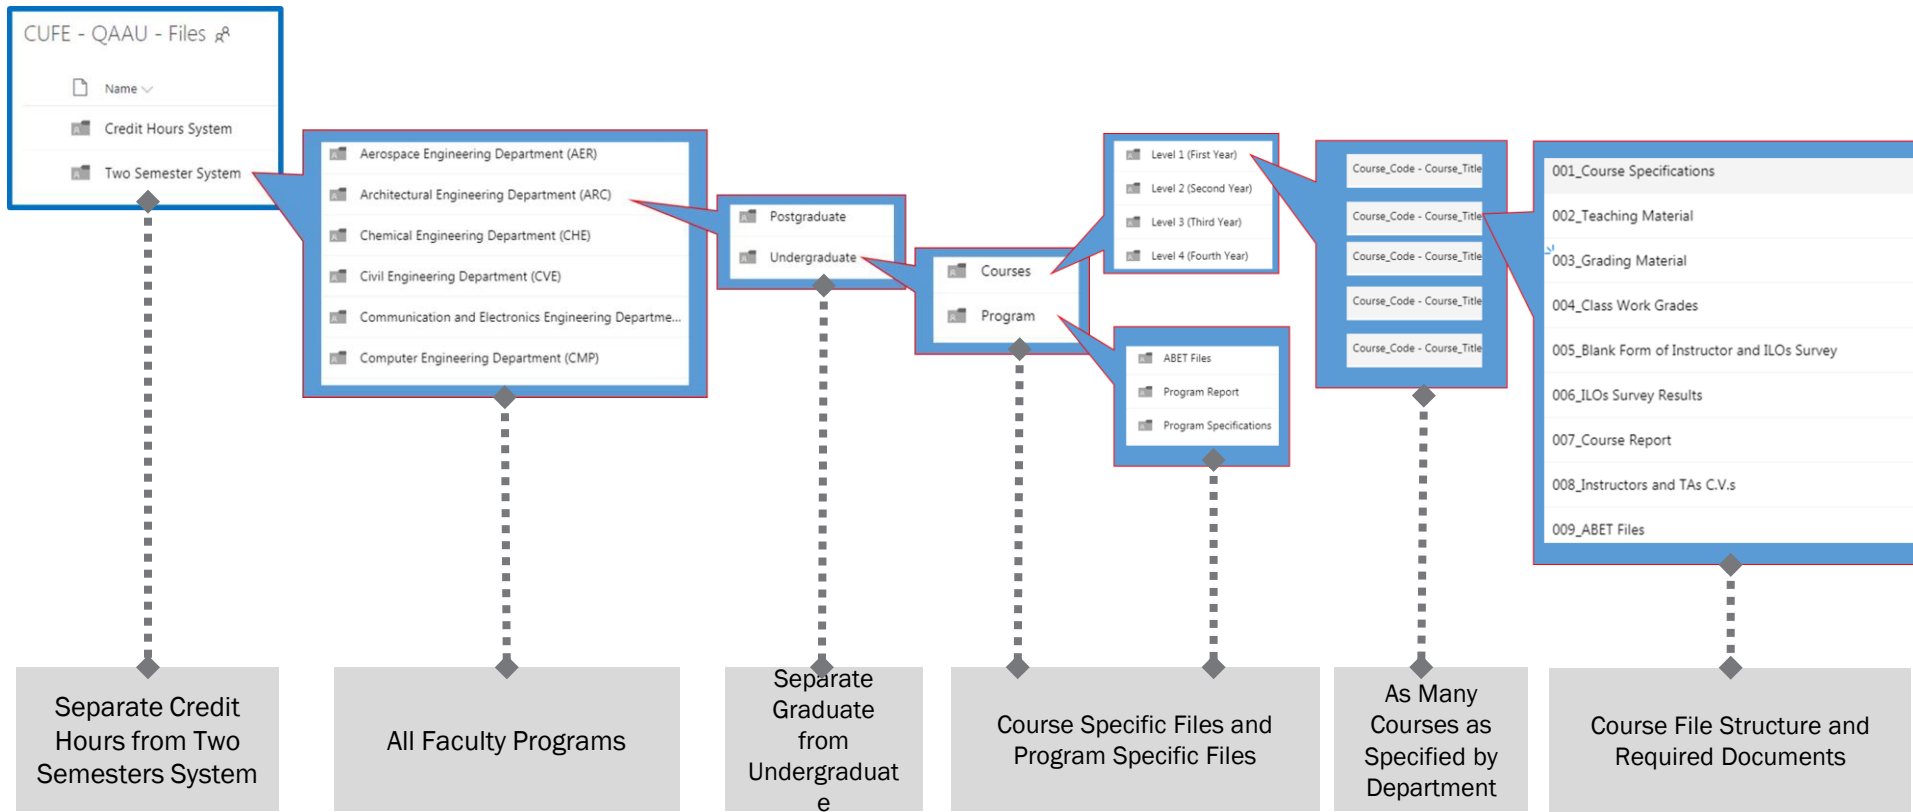 CUFE - QAAU - Files
Name
Credit Hours System
Two Semester System
Aerospace Engineering Department (AER)
Architectural Engineering Department (ARC)
Chemical Engineering Department (CHE)
Civil Engineering Department (CVE)
Communication and Electronics Engineering Departme...
Computer Engineering Department (CMP)
Postgraduate
Undergraduate
Courses
Program
Level 1 (First Year)
Level 2 (Second Year)
Level 3 (Third Year)
Level 4 (Fourth Year)
ABET Files
Program Report
Program Specifications
Course_Code - Course_Title
Course_Code - Course_Title
Course_Code - Course_Title
Course_Code - Course_Title
Course_Code - Course_Title
001_Course Specifications
002_Teaching Material
003_Grading Material
004_Class Work Grades
005_Blank Form of Instructor and ILOs Survey
006_ILOs Survey Results
007_Course Report
008_Instructors and TAs C.V.s
009_ABET Files
Separate Credit
Hours from Two
Semesters System
All Faculty Programs
Separate
Graduate
from
Undergraduat
e
Course Specific Files and
Program Specific Files
As Many
Courses as
Specified by
Department
Course File Structure and
Required Documents